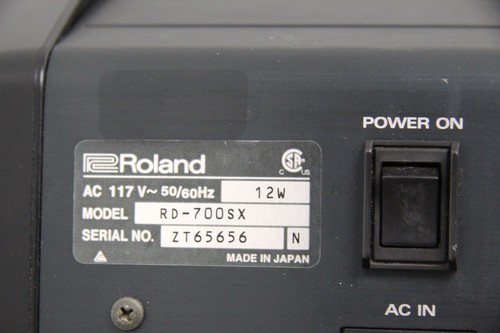 POWER ON
Roland
C US
AC 117 V~ 50/60Hz 12W
MODEL RD-700SX
SERIAL NO. ZT65656 N
MADE IN JAPAN
AC IN